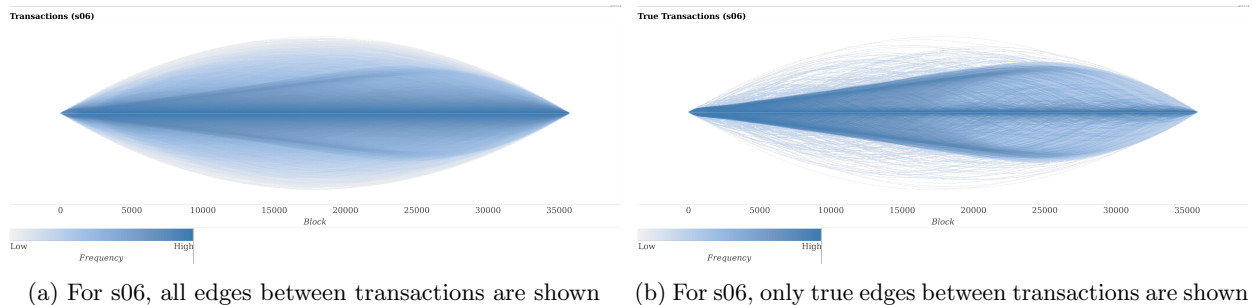 Transactions (s06)
0 5000 10000 15000 20000 25000 30000 35000
Block
Low High
Frequency
(a) For s06, all edges between transactions are shown
True Transactions (s06)
0 5000 10000 15000 20000 25000 30000 35000
Block
Low High
Frequency
(b) For s06, only true edges between transactions are shown